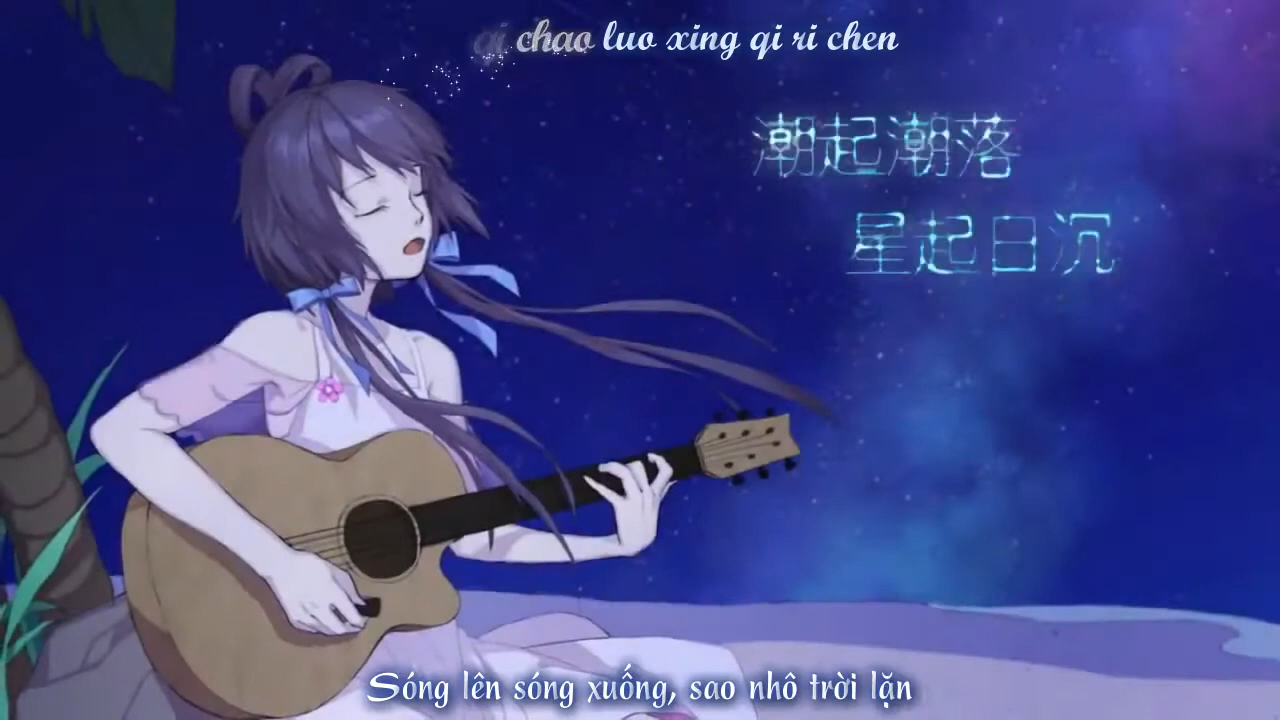 qi chao luo xing qi ri chen
潮起潮落
星起日沉
Sóng lên sóng xuống, sao nhô trời lặn